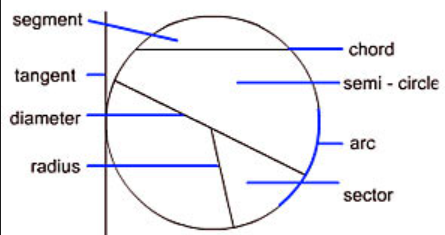 segment
chord
tangent
semi - circle
diameter
arc
radius
sector